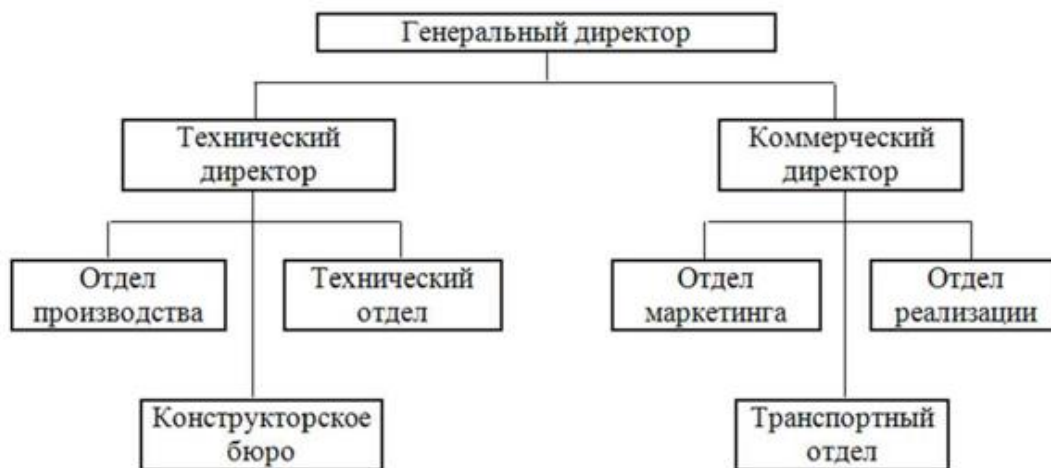 Генеральный директор
Технический
директор
Коммерческий
директор
Отдел
производства
Технический
отдел
Отдел
маркетинга
Отдел
реализации
Конструкторское
бюро
Транспортный
отдел